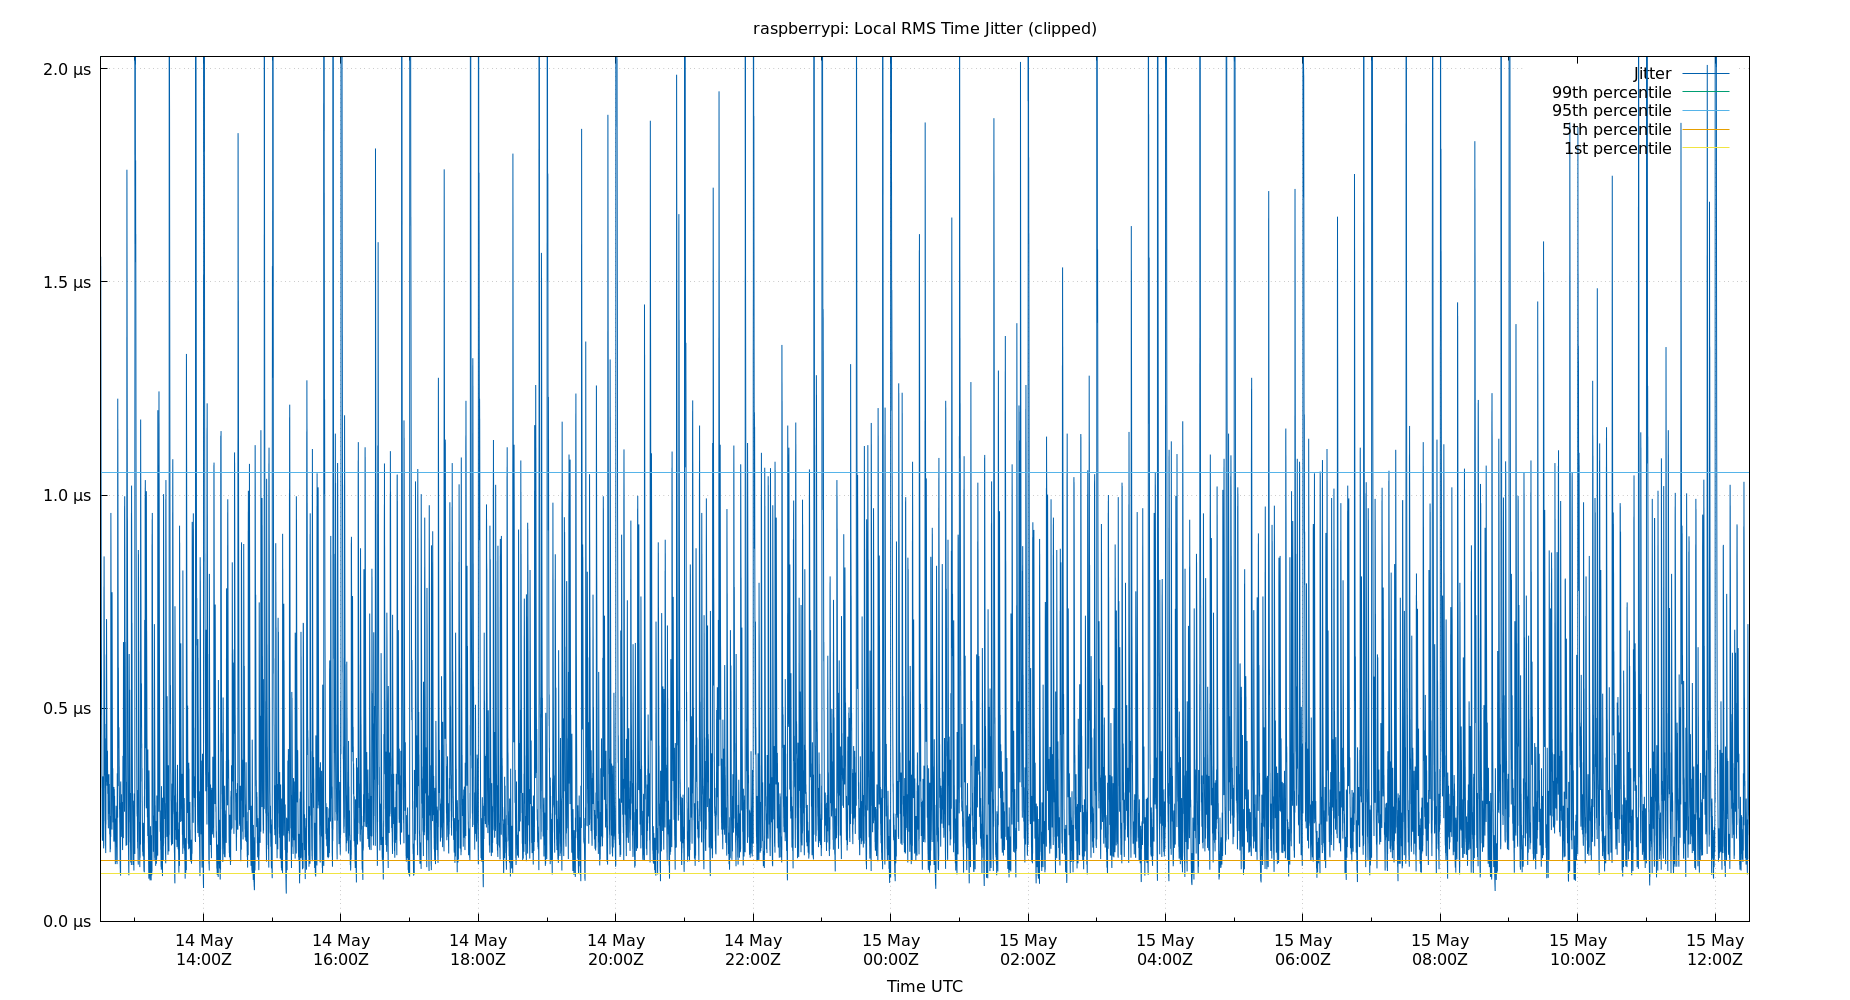 raspberrypi: Local RMS Time Jitter (clipped)
2.0 µs
1.5 µs
1.0 µs
0.5 µs
0.0 µs
Jitter
99th percentile
95th percentile
5th percentile
1st percentile
14 May 14 May 14 May 14 May 14 May 15 May 15 May 15 May 15 May 15 May 15 May 15 May
14:00Z 16:00Z 18:00Z 20:00Z 22:00Z 00:00Z 02:00Z 04:00Z 06:00Z 08:00Z 10:00Z 12:00Z
Time UTC